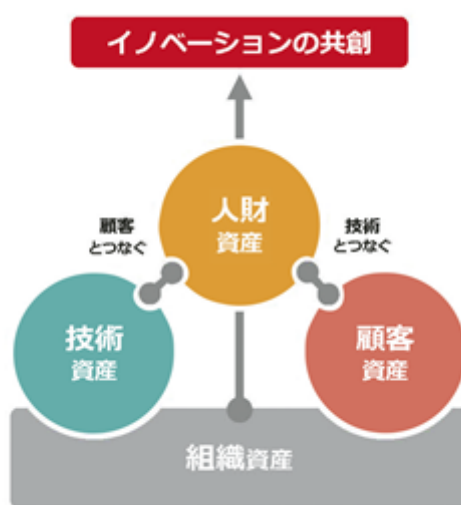 イノベーションの共創
人財
資産
顧客
とつなぐ
技術
とつなぐ
技術
資産
顧客
資産
組織資産